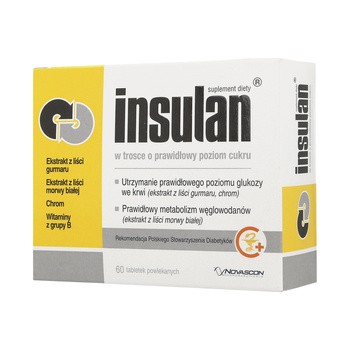 suplement diety
insulan®
w trosce o prawidłowy poziom cukru
Ekstrakt z liści
gurmaru
Ekstrakt z liści
morwy białej
Chrom
Witaminy
z grupy B
Utrzymanie prawidłowego poziomu glukozy
we krwi (ekstrakt z liści gurmaru, chrom)
Prawidłowy metabolizm węglowodanów
(ekstrakt z liści morwy białej)
Rekomendacja Polskiego Stowarzyszenia Diabetyków
60 tabletek powlekanych
NOVASCON